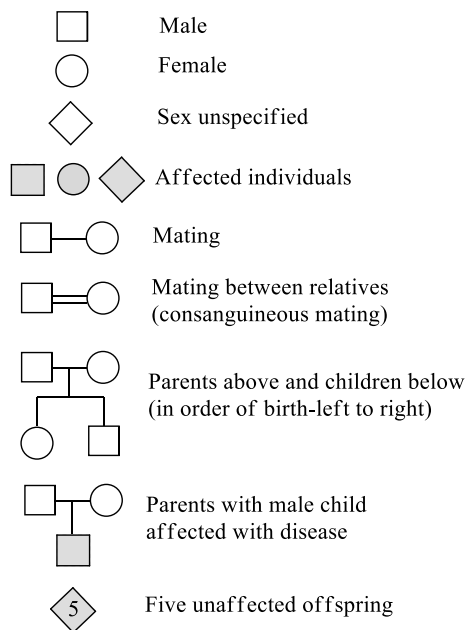 Male
Female
Sex unspecified
Affected individuals
Mating
Mating between relatives
(consanguineous mating)
Parents above and children below
(in order of birth-left to right)
Parents with male child
affected with disease
5 Five unaffected offspring